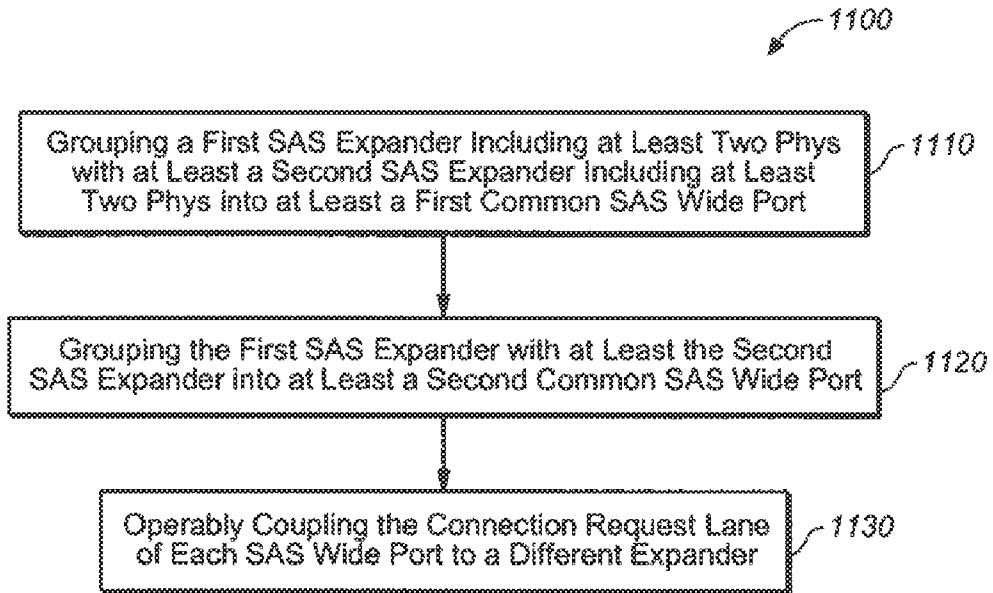 1100
Grouping a First SAS Expander Including at Least Two Phys
with at Least a Second SAS Expander Including at Least
Two Phys into at Least a First Common SAS Wide Port
1110
Grouping the First SAS Expander with at Least the Second
SAS Expander into at Least a Second Common SAS Wide Port
1120
Operably Coupling the Connection Request Lane
of Each SAS Wide Port to a Different Expander
1130